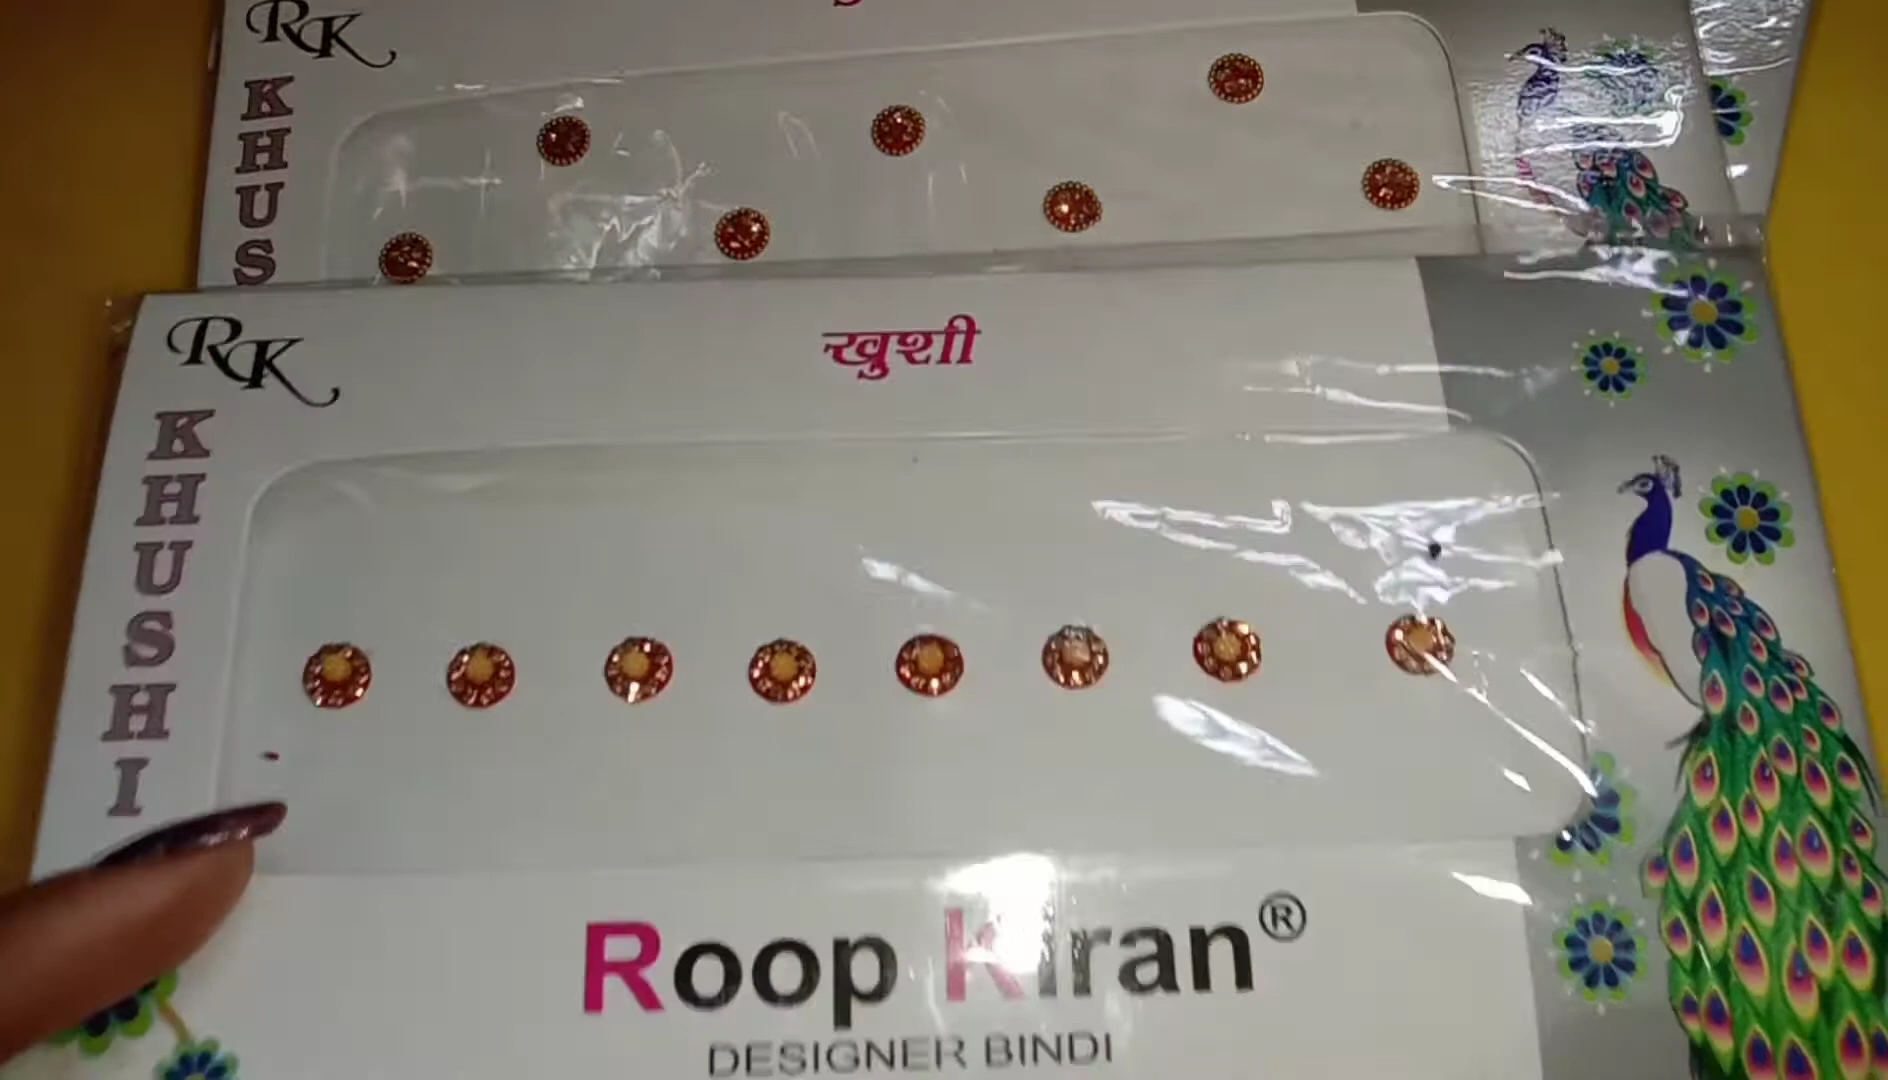 RK
KHUS
RK
खुशी
KHUSHI
Roop Kiran®
DESIGNER BINDI